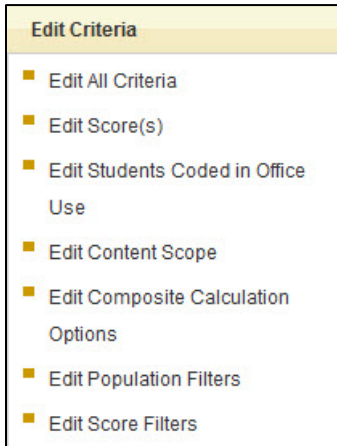 Edit Criteria
Edit All Criteria
Edit Score(s)
Edit Students Coded in Office
Use
Edit Content Scope
Edit Composite Calculation
Options
Edit Population Filters
Edit Score Filters